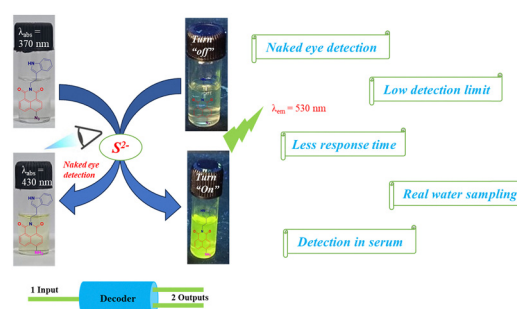 λabs =
370 nm
Turn
“off”
Naked eye detection
Low detection limit
λem = 530 nm
S2-
Less response time
λabs =
430 nm
Naked eye
detection
Turn
“On”
Real water sampling
Detection in serum
1 Input
Decoder
2 Outputs